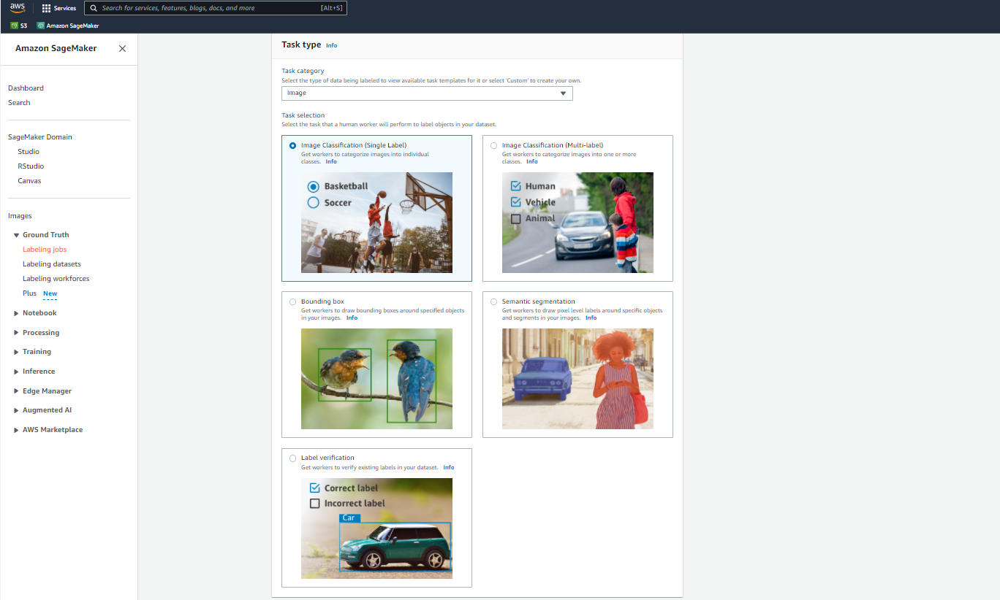 aws
Services
Search for services, features, blogs, docs, and more
[Alt+S]
S3
Amazon SageMaker
Amazon SageMaker
Dashboard
Search
SageMaker Domain
Studio
RStudio
Canvas
Images
Ground Truth
Labeling jobs
Labeling datasets
Labeling workforces
Plus New
Notebook
Processing
Training
Inference
Edge Manager
Augmented AI
AWS Marketplace
Task type Info
Task category
Select the type of data being labeled to view available task templates for it or select 'Custom' to create your own.
Image
Task selection
Select the task that a human worker will perform to label objects in your dataset.
Image Classification (Single Label)
Get workers to categorize images into individual
classes. Info
Basketball
Soccer
Image Classification (Multi-label)
Get workers to categorize images into one or more
classes. Info
Human
Vehicle
Animal
Bounding box
Get workers to draw bounding boxes around specified objects
in your images. Info
Semantic segmentation
Get workers to draw pixel level labels around specific objects
and segments in your images. Info
Label verification
Get workers to verify existing labels in your dataset. Info
Correct label
Incorrect label
Car